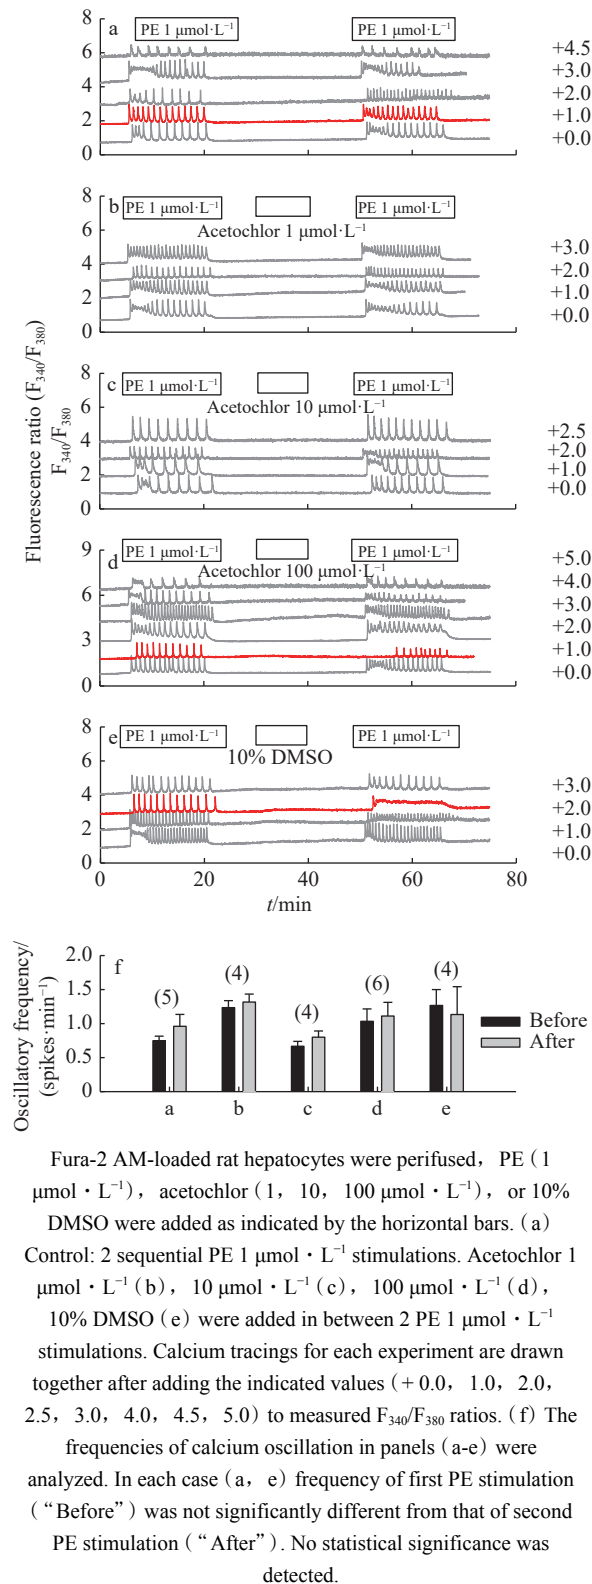 a
PE 1 μmol·L⁻¹
PE 1 μmol·L⁻¹
8
6
4
2
0
+4.5
+3.0
+2.0
+1.0
+0.0
b
PE 1 μmol·L⁻¹
PE 1 μmol·L⁻¹
Acetochlor 1 μmol·L⁻¹
8
6
4
2
0
+3.0
+2.0
+1.0
+0.0
Fluorescence ratio (F₃₄₀/F₃₈₀)
F₃₄₀/F₃₈₀
c
PE 1 μmol·L⁻¹
PE 1 μmol·L⁻¹
Acetochlor 10 μmol·L⁻¹
8
6
4
2
0
+2.5
+2.0
+1.0
+0.0
d
PE 1 μmol·L⁻¹
PE 1 μmol·L⁻¹
Acetochlor 100 μmol·L⁻¹
9
6
3
0
+5.0
+4.0
+3.0
+2.0
+1.0
+0.0
e
PE 1 μmol·L⁻¹
PE 1 μmol·L⁻¹
10% DMSO
8
6
4
2
0
+3.0
+2.0
+1.0
+0.0
0 20 40 60 80
t/min
Oscillatory frequency/
(spikes·min⁻¹)
f
2.0
1.5
1.0
0.5
0
(5)
(4)
(4)
(6)
(4)
Before
After
a b c d e
Fura-2 AM-loaded rat hepatocytes were perifused, PE (1
μmol · L⁻¹), acetochlor (1, 10, 100 μmol · L⁻¹), or 10%
DMSO were added as indicated by the horizontal bars. (a)
Control: 2 sequential PE 1 μmol · L⁻¹ stimulations. Acetochlor 1
μmol · L⁻¹ (b), 10 μmol · L⁻¹ (c), 100 μmol · L⁻¹ (d),
10% DMSO (e) were added in between 2 PE 1 μmol · L⁻¹
stimulations. Calcium tracings for each experiment are drawn
together after adding the indicated values (+ 0.0, 1.0, 2.0,
2.5, 3.0, 4.0, 4.5, 5.0) to measured F₃₄₀/F₃₈₀ ratios. (f) The
frequencies of calcium oscillation in panels (a-e) were
analyzed. In each case (a, e) frequency of first PE stimulation
(“Before”) was not significantly different from that of second
PE stimulation (“After”). No statistical significance was
detected.